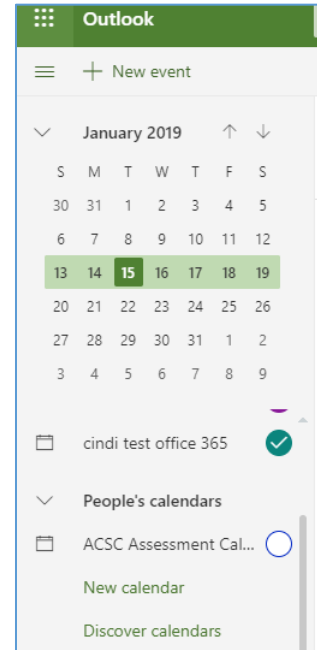 Outlook
+ New event
January 2019 ↑ ↓
S M T W T F S
30 31 1 2 3 4 5
6 7 8 9 10 11 12
13 14 15 16 17 18 19
20 21 22 23 24 25 26
27 28 29 30 31 1 2
3 4 5 6 7 8 9
cindi test office 365
People's calendars
ACSC Assessment Cal...
New calendar
Discover calendars